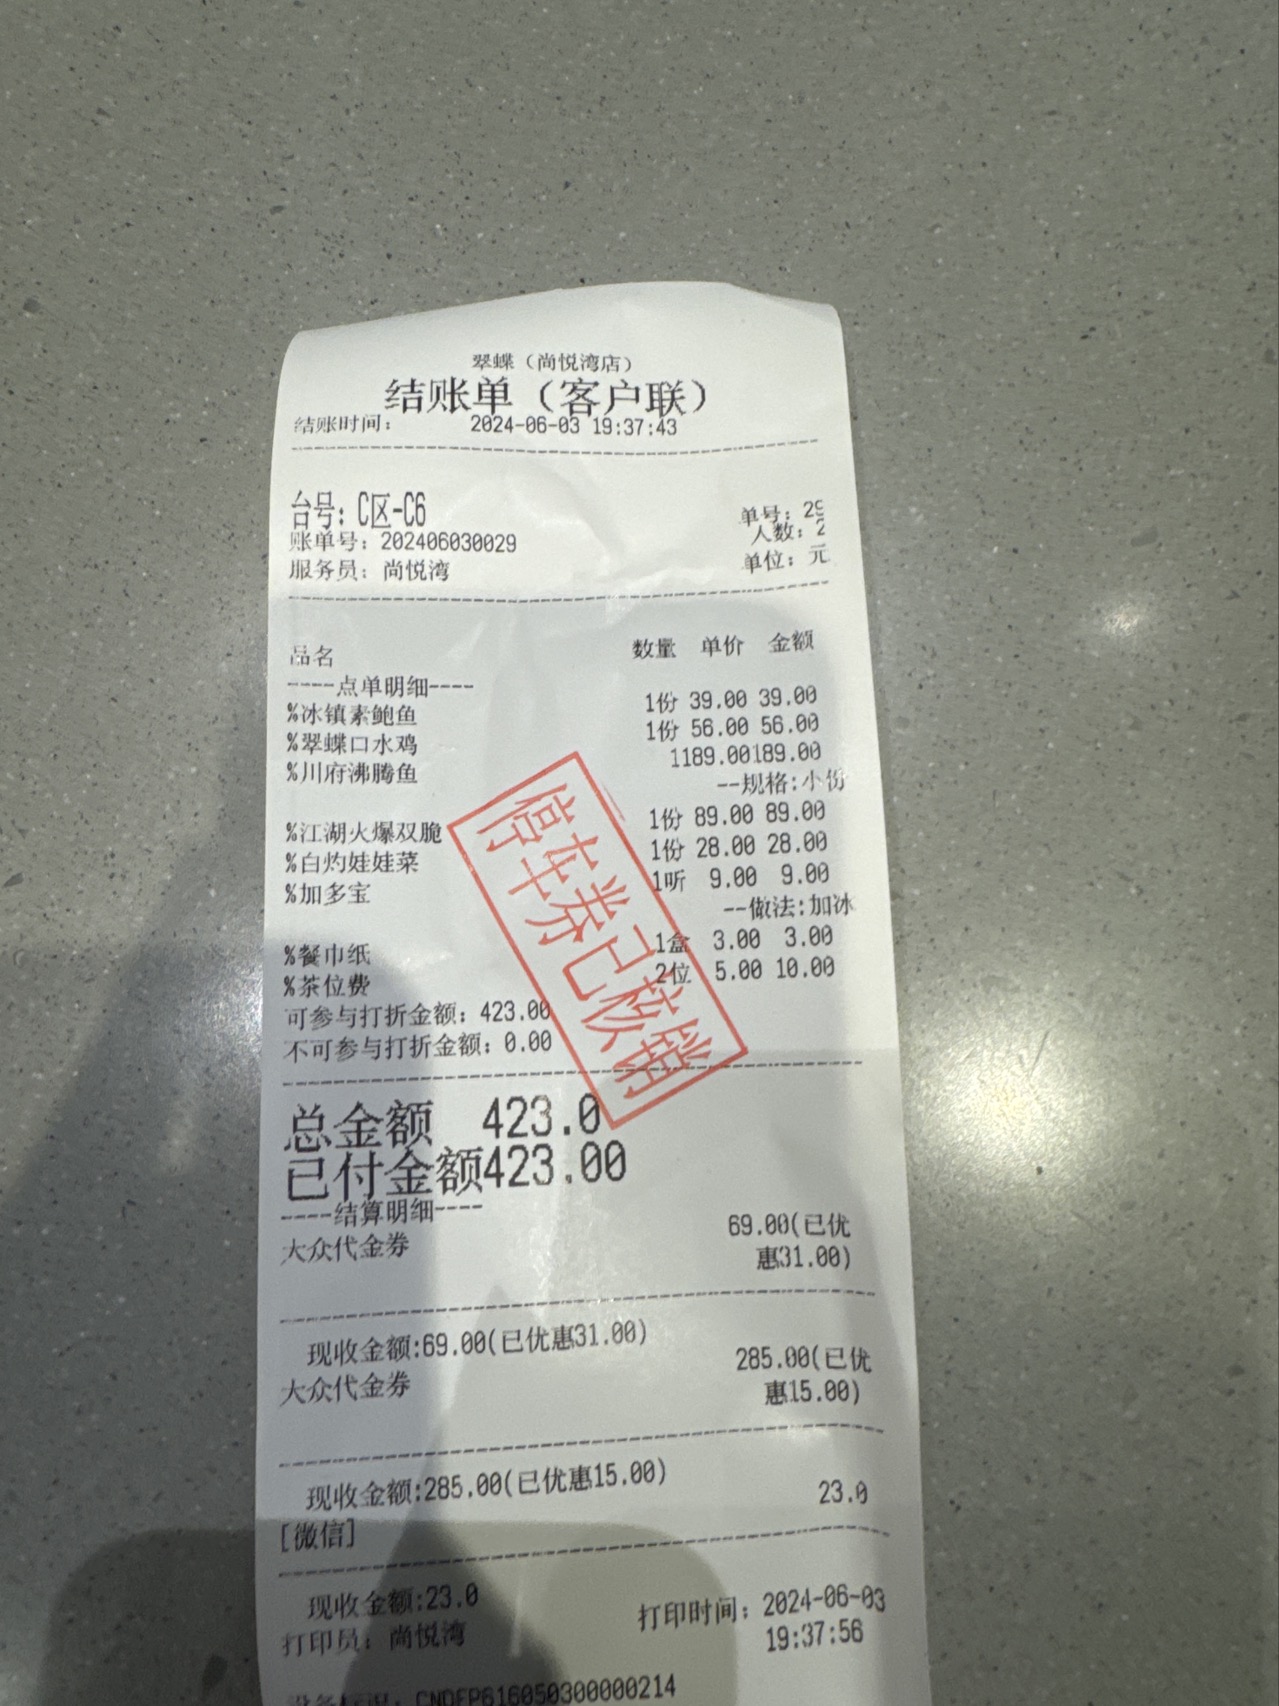 翠蝶（尚悦湾店）
结账单（客户联）
结账时间： 2024-06-03 19:37:43
台号：C区-C6 单号：29
账单号：202406030029 人数：2
服务员：尚悦湾 单位：元
品名 数量 单价 金额
----点单明细----
%冰镇素鲍鱼 1份 39.00 39.00
%翠蝶口水鸡 1份 56.00 56.00
%川府沸腾鱼 1189.00189.00
--规格:小份
%江湖火爆双脆 1份 89.00 89.00
%白灼娃娃菜 1份 28.00 28.00
%加多宝 1听 9.00 9.00
--做法:加冰
%餐巾纸 1盒 3.00 3.00
%茶位费 2位 5.00 10.00
可参与打折金额：423.00
不可参与打折金额：0.00
停车券已核销
总金额 423.0
已付金额423.00
----结算明细----
大众代金券 69.00(已优
惠31.00)
现收金额:69.00(已优惠31.00)
大众代金券 285.00(已优
惠15.00)
现收金额:285.00(已优惠15.00)
[微信] 23.0
现收金额:23.0
打印员：尚悦湾 打印时间：2024-06-03
19:37:56
设备标识：CNDFP616050300000214